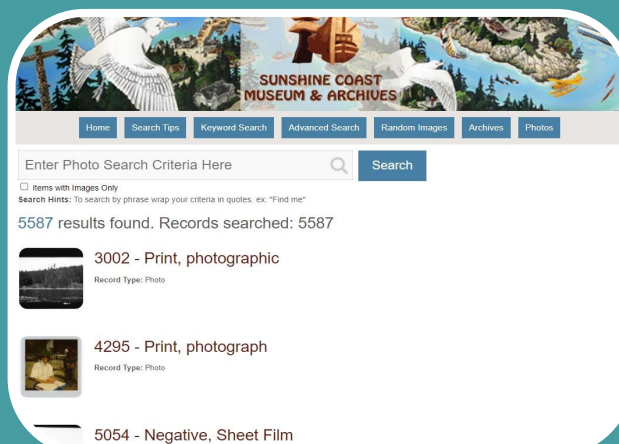 SUNSHINE COAST
MUSEUM & ARCHIVES
Home Search Tips Keyword Search Advanced Search Random Images Archives Photos
Enter Photo Search Criteria Here Search
Items with Images Only
Search Hints: To search by phrase wrap your criteria in quotes. ex: "Find me"
5587 results found. Records searched: 5587
3002 - Print, photographic
Record Type: Photo
4295 - Print, photograph
Record Type: Photo
5054 - Negative, Sheet Film